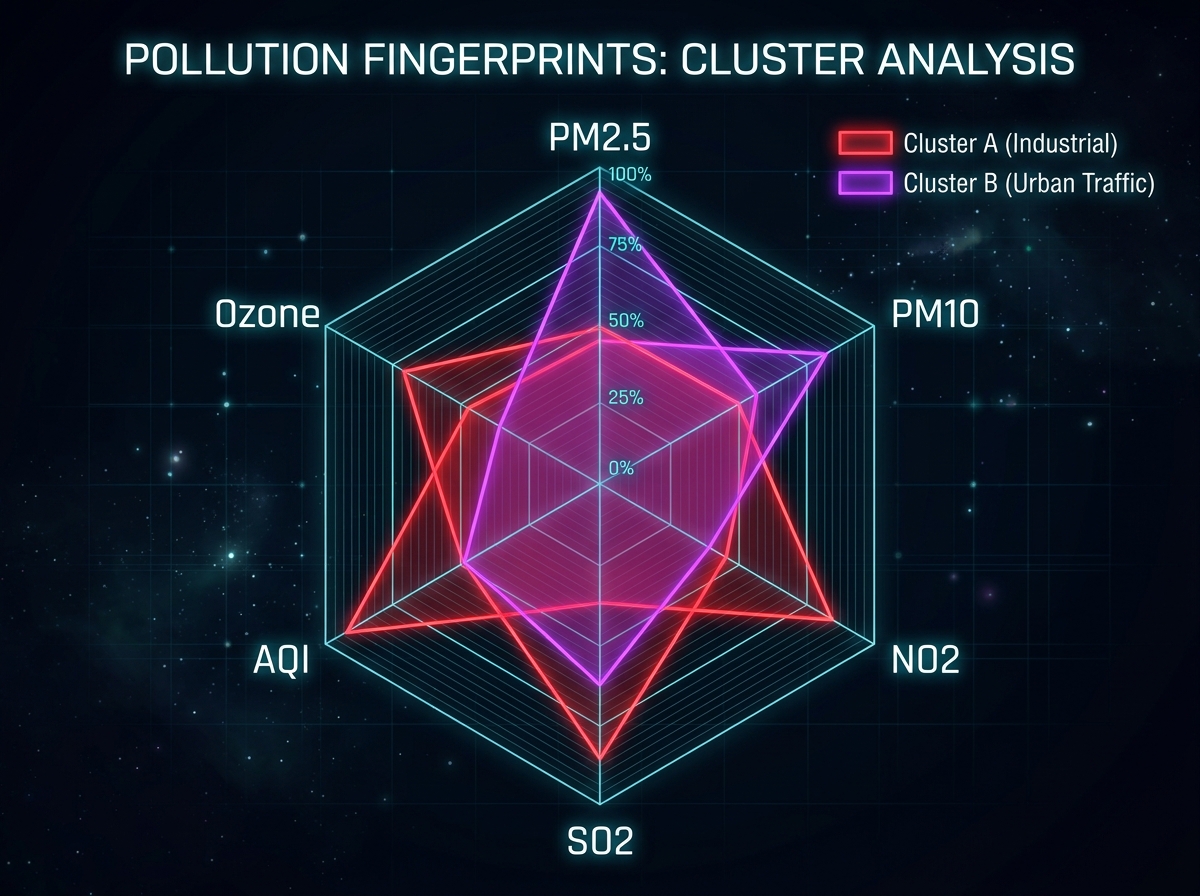 POLLUTION FINGERPRINTS: CLUSTER ANALYSIS
Cluster A (Industrial)
Cluster B (Urban Traffic)
PM2.5
100%
75%
50%
25%
0%
Ozone
PM10
AQI
NO2
SO2